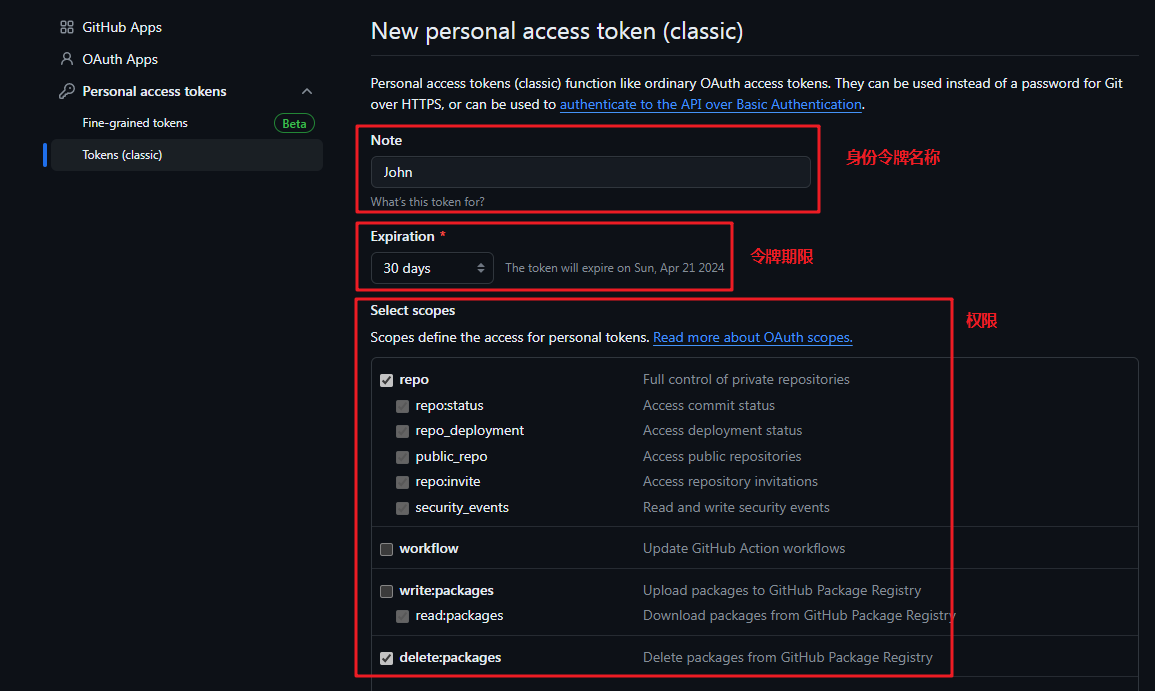 GitHub Apps
OAuth Apps
Personal access tokens
Fine-grained tokens Beta
Tokens (classic)
New personal access token (classic)
Personal access tokens (classic) function like ordinary OAuth access tokens. They can be used instead of a password for Git
over HTTPS, or can be used to authenticate to the API over Basic Authentication.
Note
身份令牌名称
John
What's this token for?
Expiration *
令牌期限
30 days The token will expire on Sun, Apr 21 2024
Select scopes
权限
Scopes define the access for personal tokens. Read more about OAuth scopes.
repo Full control of private repositories
repo:status Access commit status
repo_deployment Access deployment status
public_repo Access public repositories
repo:invite Access repository invitations
security_events Read and write security events
workflow Update GitHub Action workflows
write:packages Upload packages to GitHub Package Registry
read:packages Download packages from GitHub Package Registry
delete:packages Delete packages from GitHub Package Registry